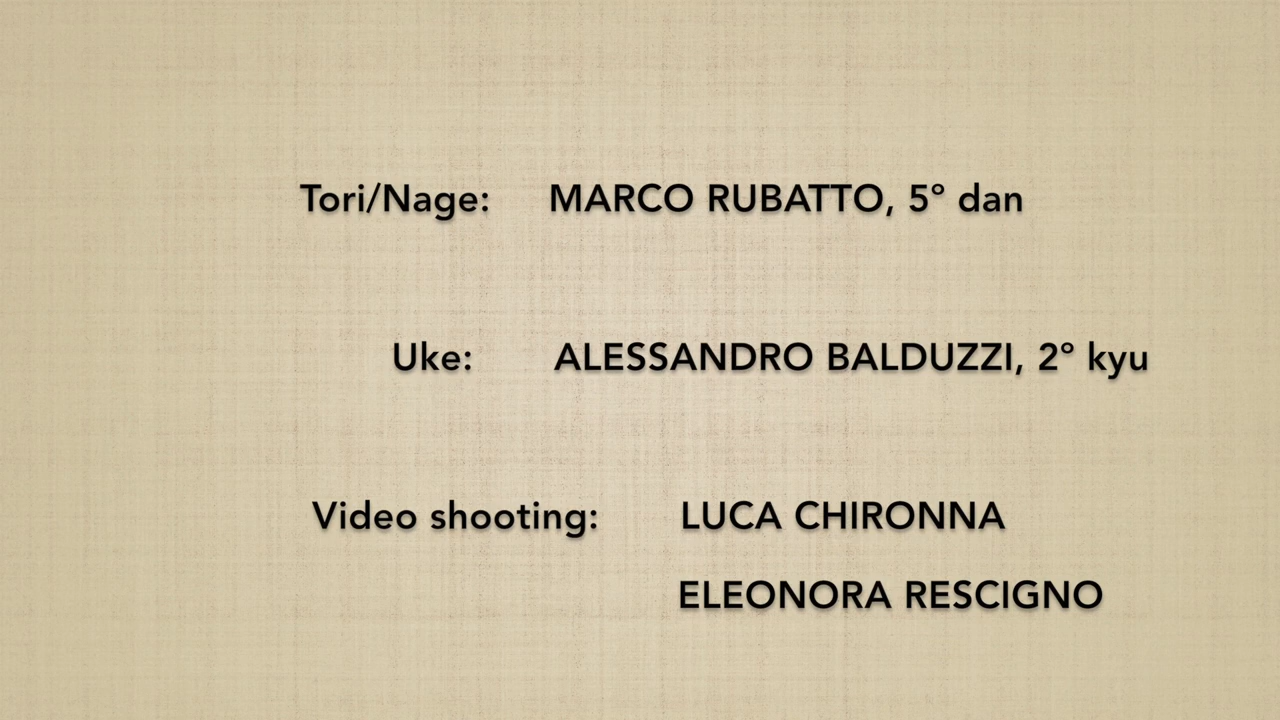 Tori/Nage: MARCO RUBATTO, 5° dan
Uke: ALESSANDRO BALDUZZI, 2° kyu
Video shooting: LUCA CHIRONNA
ELEONORA RESCIGNO